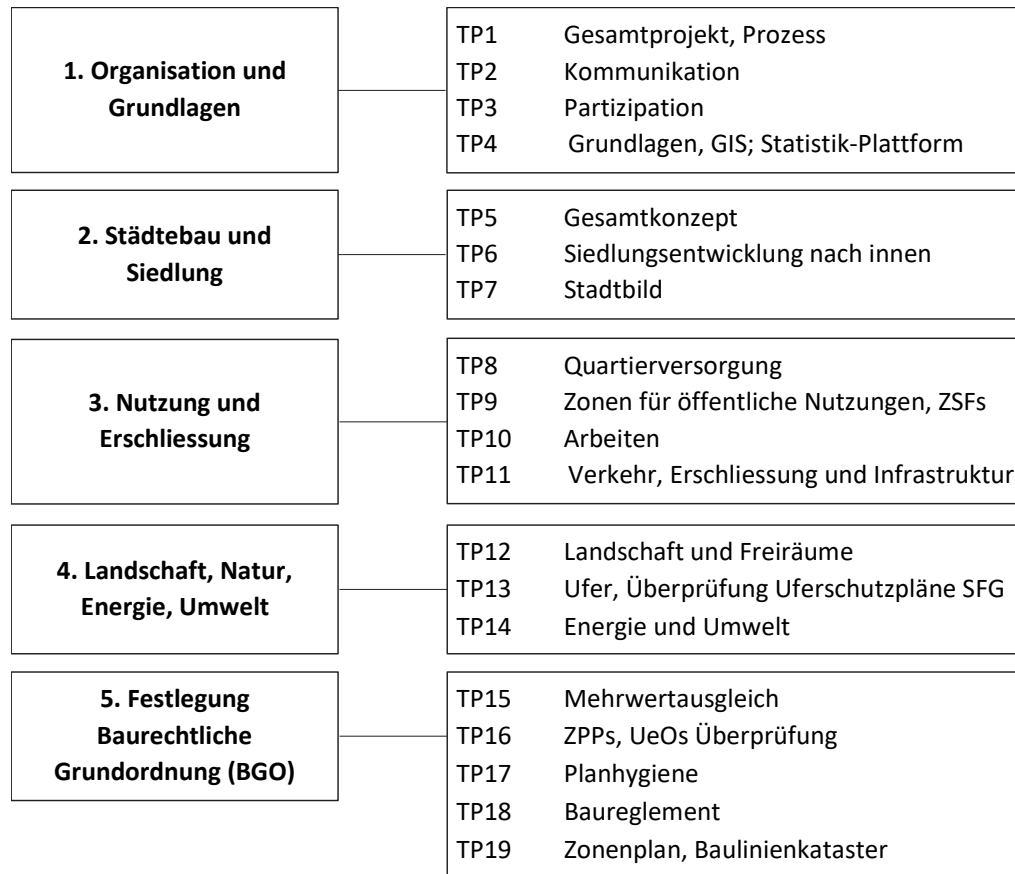 1. Organisation und
Grundlagen
TP1 Gesamtprojekt, Prozess
TP2 Kommunikation
TP3 Partizipation
TP4 Grundlagen, GIS; Statistik-Plattform
2. Städtebau und
Siedlung
TP5 Gesamtkonzept
TP6 Siedlungsentwicklung nach innen
TP7 Stadtbild
3. Nutzung und
Erschliessung
TP8 Quartierversorgung
TP9 Zonen für öffentliche Nutzungen, ZSFs
TP10 Arbeiten
TP11 Verkehr, Erschliessung und Infrastruktur
4. Landschaft, Natur,
Energie, Umwelt
TP12 Landschaft und Freiräume
TP13 Ufer, Überprüfung Uferschutzpläne SFG
TP14 Energie und Umwelt
5. Festlegung
Baurechtliche
Grundordnung (BGO)
TP15 Mehrwertausgleich
TP16 ZPPs, UeOs Überprüfung
TP17 Planhygiene
TP18 Baureglement
TP19 Zonenplan, Baulinienkataster